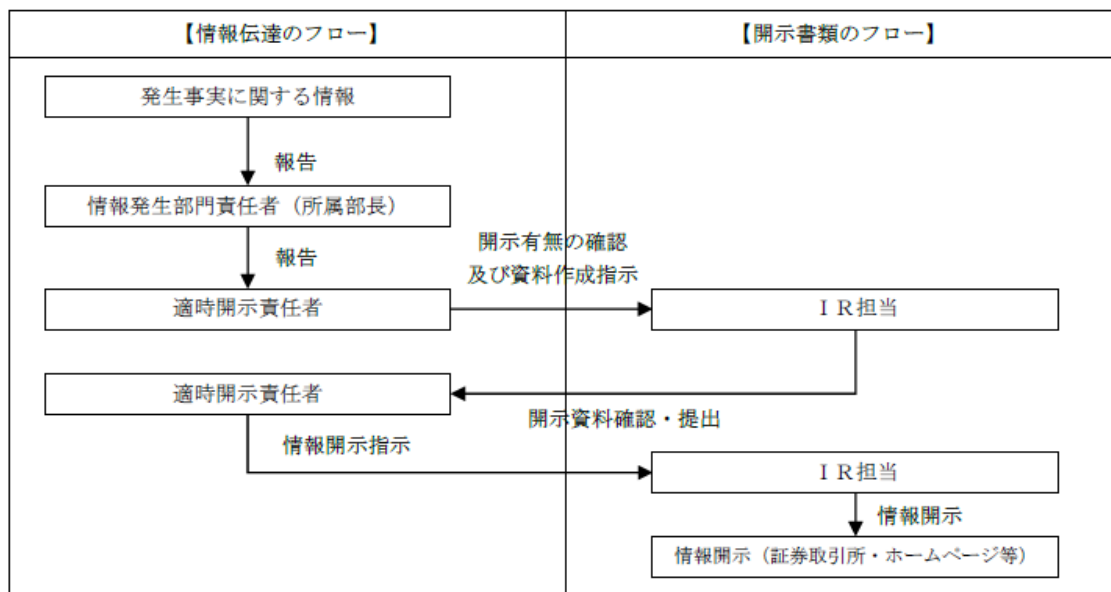 【情報伝達のフロー】
【開示書類のフロー】
発生事実に関する情報
報告
情報発生部門責任者（所属部長）
報告
開示有無の確認
及び資料作成指示
適時開示責任者
ＩＲ担当
適時開示責任者
開示資料確認・提出
情報開示指示
ＩＲ担当
情報開示
情報開示（証券取引所・ホームページ等）